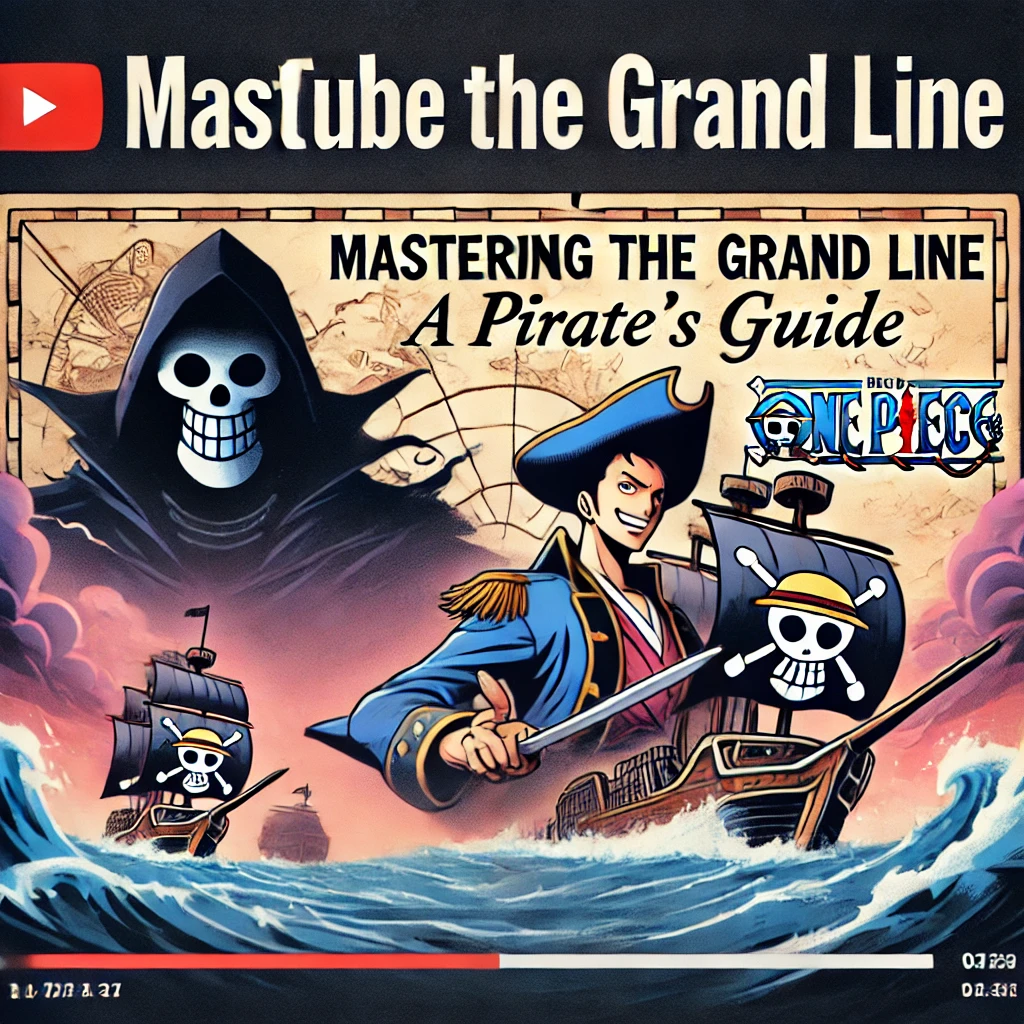 Mastube the Grand Line
MASTERING THE GRAND LINE
A Pirate's Guide
ONE PIECE